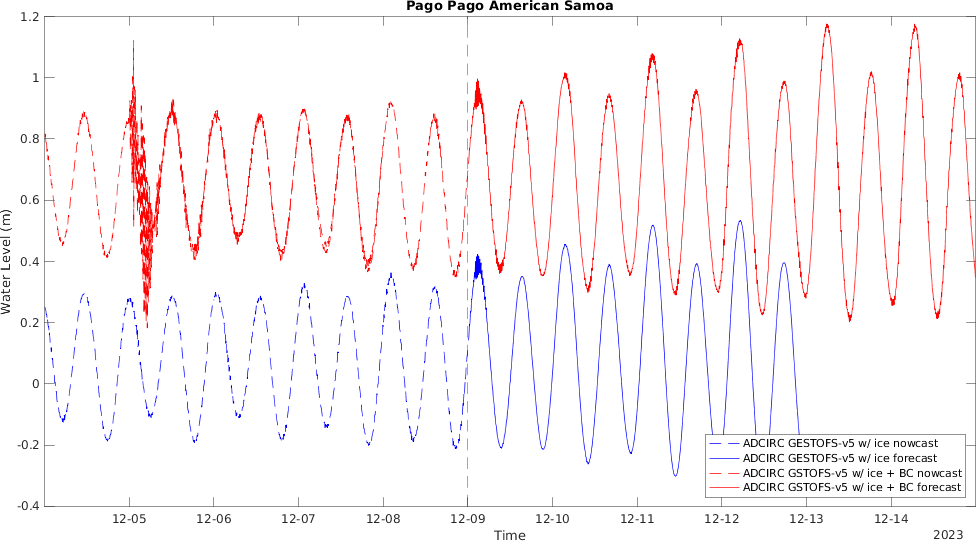 Pago Pago American Samoa
1.2
1
0.8
0.6
0.4
0.2
0
-0.2
-0.4
Water Level (m)
ADCIRC GESTOFS-v5 w/ ice nowcast
ADCIRC GESTOFS-v5 w/ ice forecast
ADCIRC GSTOFS-v5 w/ ice + BC nowcast
ADCIRC GSTOFS-v5 w/ ice + BC forecast
12-05 12-06 12-07 12-08 12-09 12-10 12-11 12-12 12-13 12-14
Time
2023